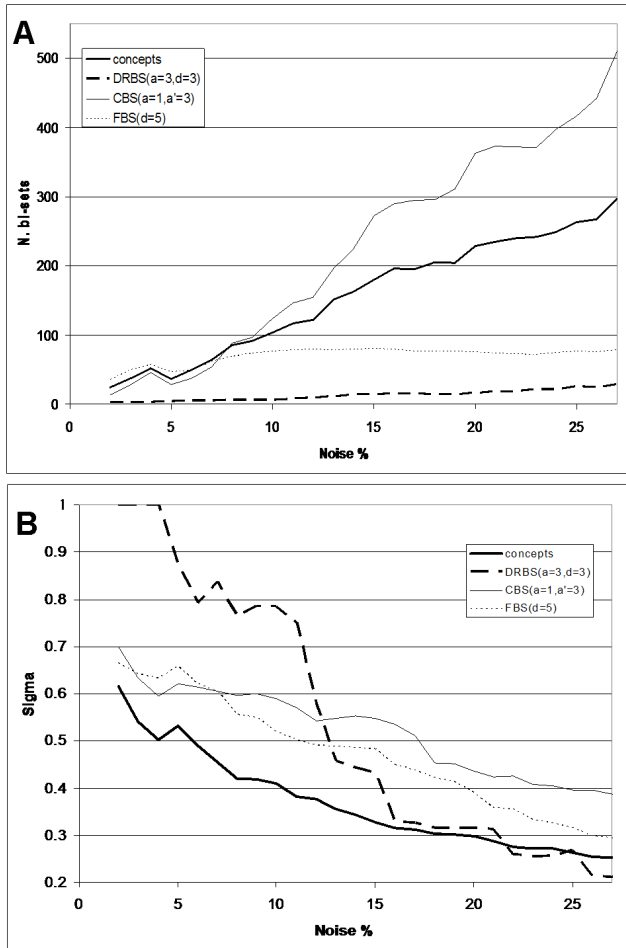 A
500
400
300
200
100
0
N. bi-sets
concepts
DRBS(a=3,d=3)
CBS(a=1,a'=3)
FBS(d=5)
0 5 10 15 20 25
Noise %
B
1
0.9
0.8
0.7
0.6
0.5
0.4
0.3
0.2
Sigma
concepts
DRBS(a=3,d=3)
CBS(a=1,a'=3)
FBS(d=5)
0 5 10 15 20 25
Noise %